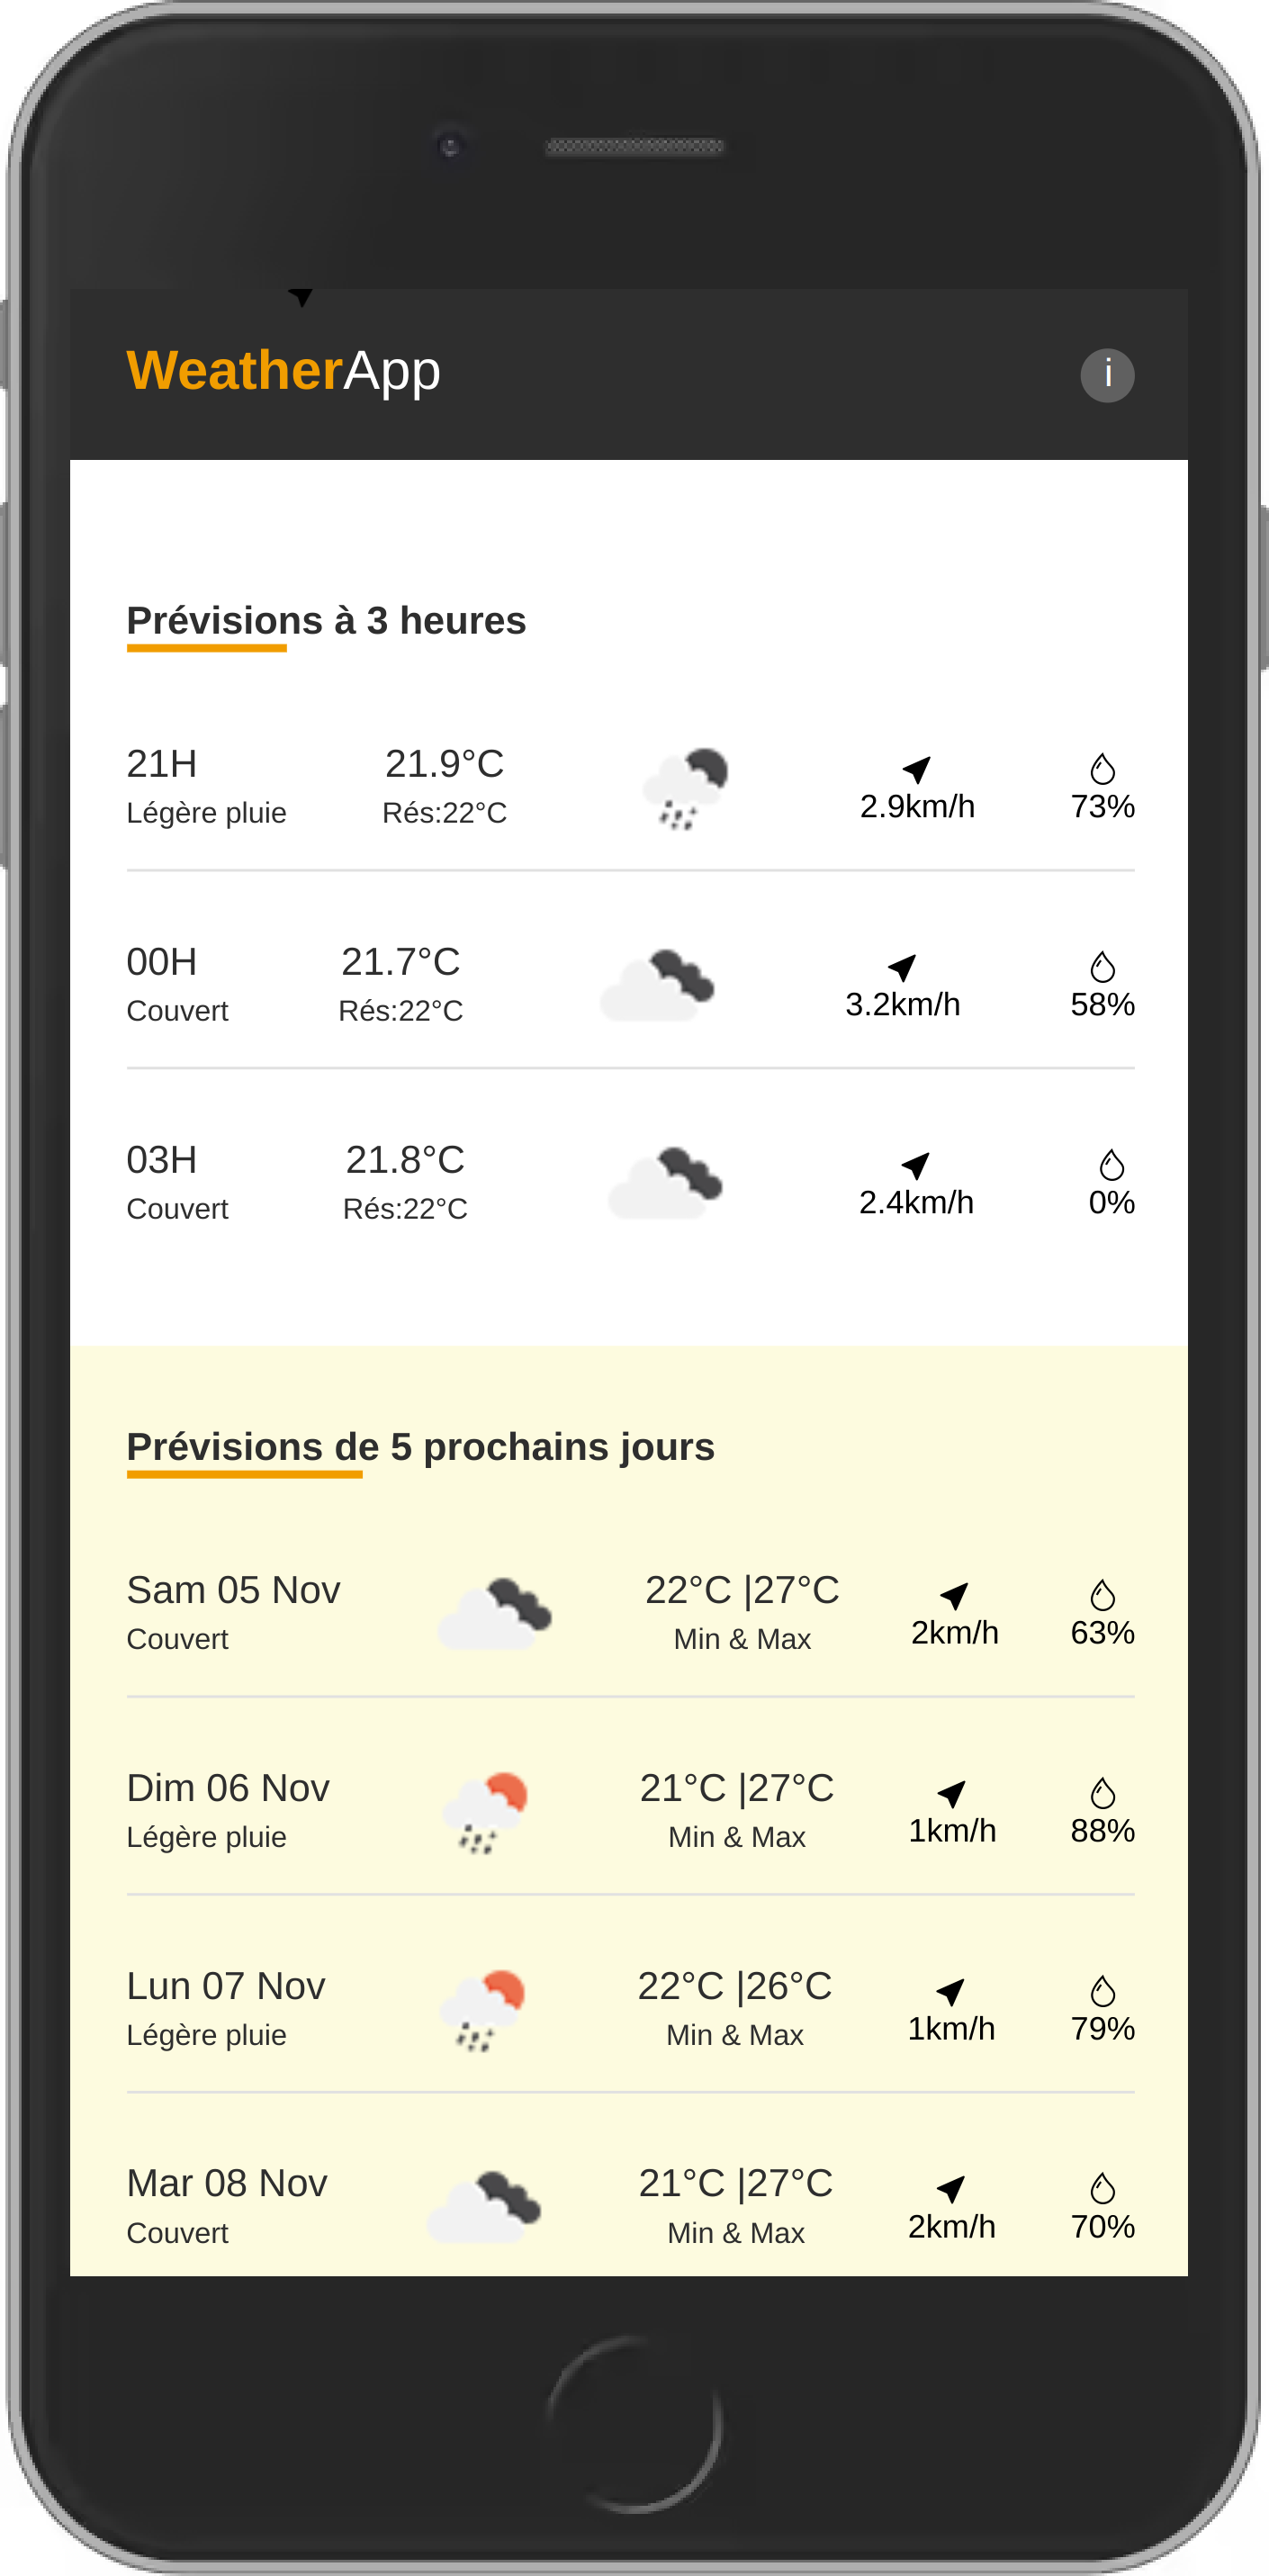 WeatherApp i
Prévisions à 3 heures
21H 21.9°C
Légère pluie Rés:22°C 2.9km/h 73%
00H 21.7°C
Couvert Rés:22°C 3.2km/h 58%
03H 21.8°C
Couvert Rés:22°C 2.4km/h 0%
Prévisions de 5 prochains jours
Sam 05 Nov 22°C |27°C
Couvert Min & Max 2km/h 63%
Dim 06 Nov 21°C |27°C
Légère pluie Min & Max 1km/h 88%
Lun 07 Nov 22°C |26°C
Légère pluie Min & Max 1km/h 79%
Mar 08 Nov 21°C |27°C
Couvert Min & Max 2km/h 70%